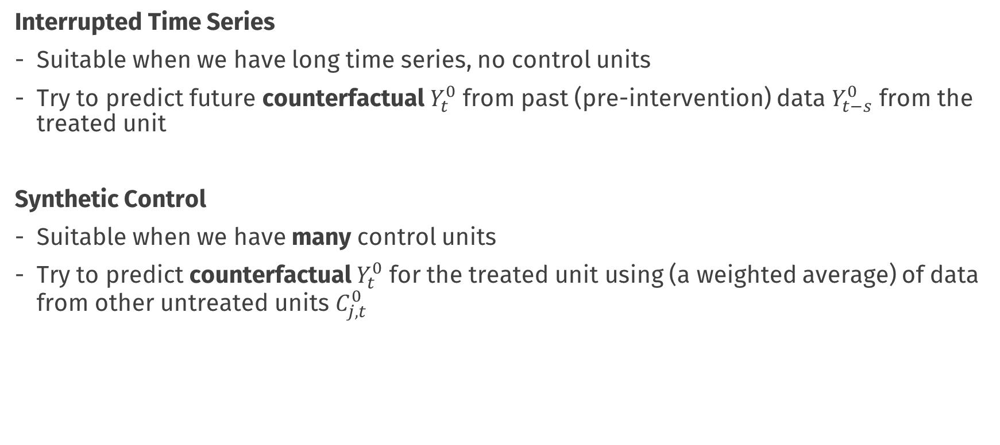 Interrupted Time Series
- Suitable when we have long time series, no control units
- Try to predict future counterfactual $Y_t^0$ from past (pre-intervention) data $Y_{t-s}^0$ from the
treated unit
Synthetic Control
- Suitable when we have many control units
- Try to predict counterfactual $Y_t^0$ for the treated unit using (a weighted average) of data
from other untreated units $C_{j,t}^0$